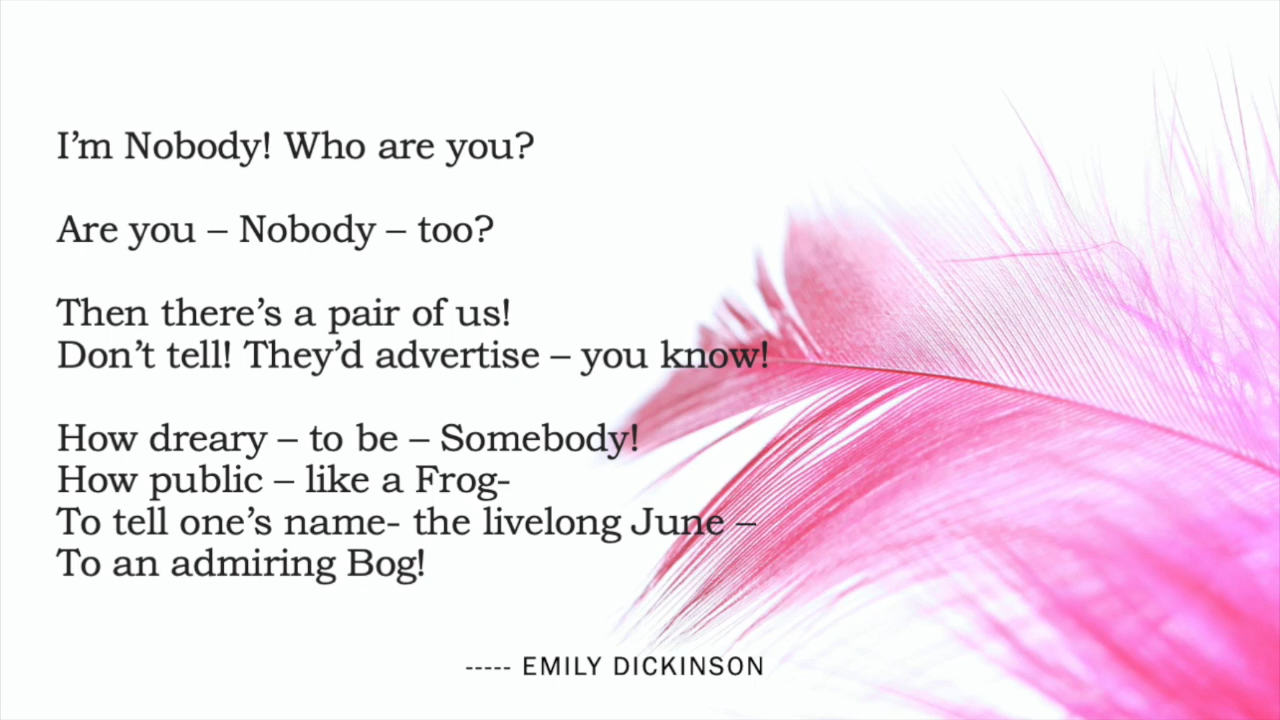 I’m Nobody! Who are you?
Are you – Nobody – too?
Then there’s a pair of us!
Don’t tell! They’d advertise – you know!
How dreary – to be – Somebody!
How public – like a Frog-
To tell one’s name- the livelong June –
To an admiring Bog!
----- EMILY DICKINSON